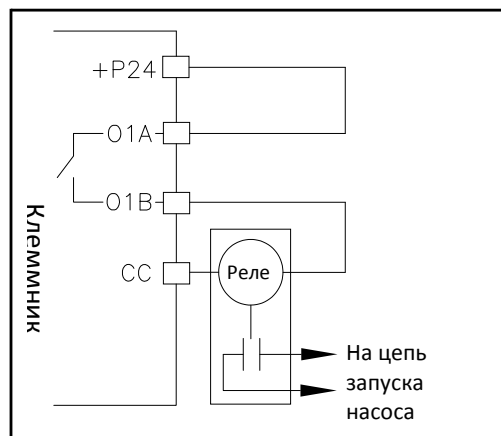 +P24
O1A
O1B
CC
Клеммник
Реле
На цепь
запуска
насоса